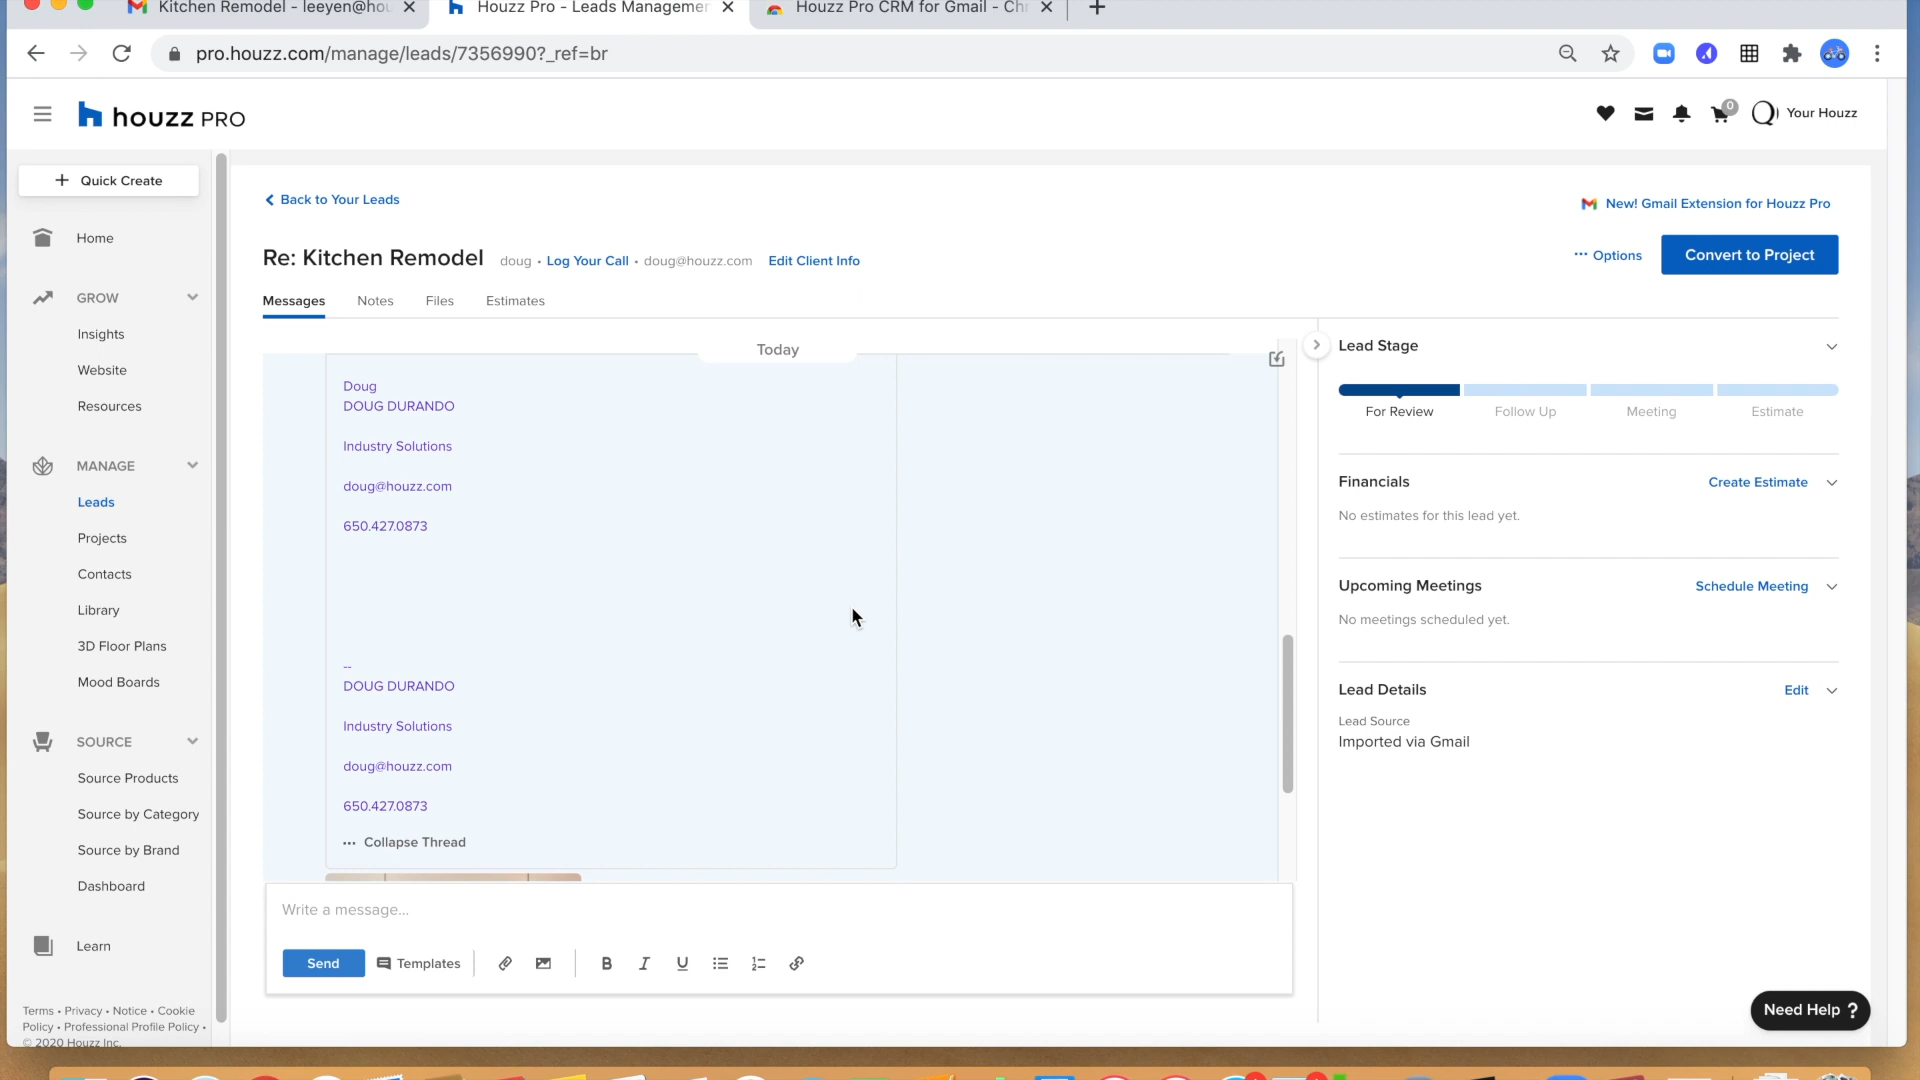 Kitchen Remodel - leeyen@hou
Houzz Pro - Leads Managemen
Houzz Pro CRM for Gmail - Chr
pro.houzz.com/manage/leads/7356990?_ref=br
houzz PRO
0
Your Houzz
Quick Create
Home
GROW
Insights
Website
Resources
MANAGE
Leads
Projects
Contacts
Library
3D Floor Plans
Mood Boards
SOURCE
Source Products
Source by Category
Source by Brand
Dashboard
Learn
Terms • Privacy • Notice • Cookie
Policy • Professional Profile Policy •
© 2020 Houzz Inc.
Back to Your Leads
New! Gmail Extension for Houzz Pro
Re: Kitchen Remodel doug • Log Your Call • doug@houzz.com Edit Client Info
••• Options
Convert to Project
Messages Notes Files Estimates
Today
Doug
DOUG DURANDO
Industry Solutions
doug@houzz.com
650.427.0873
--
DOUG DURANDO
Industry Solutions
doug@houzz.com
650.427.0873
••• Collapse Thread
Write a message...
Send Templates B I U
Lead Stage
For Review Follow Up Meeting Estimate
Financials Create Estimate
No estimates for this lead yet.
Upcoming Meetings Schedule Meeting
No meetings scheduled yet.
Lead Details Edit
Lead Source
Imported via Gmail
Need Help ?